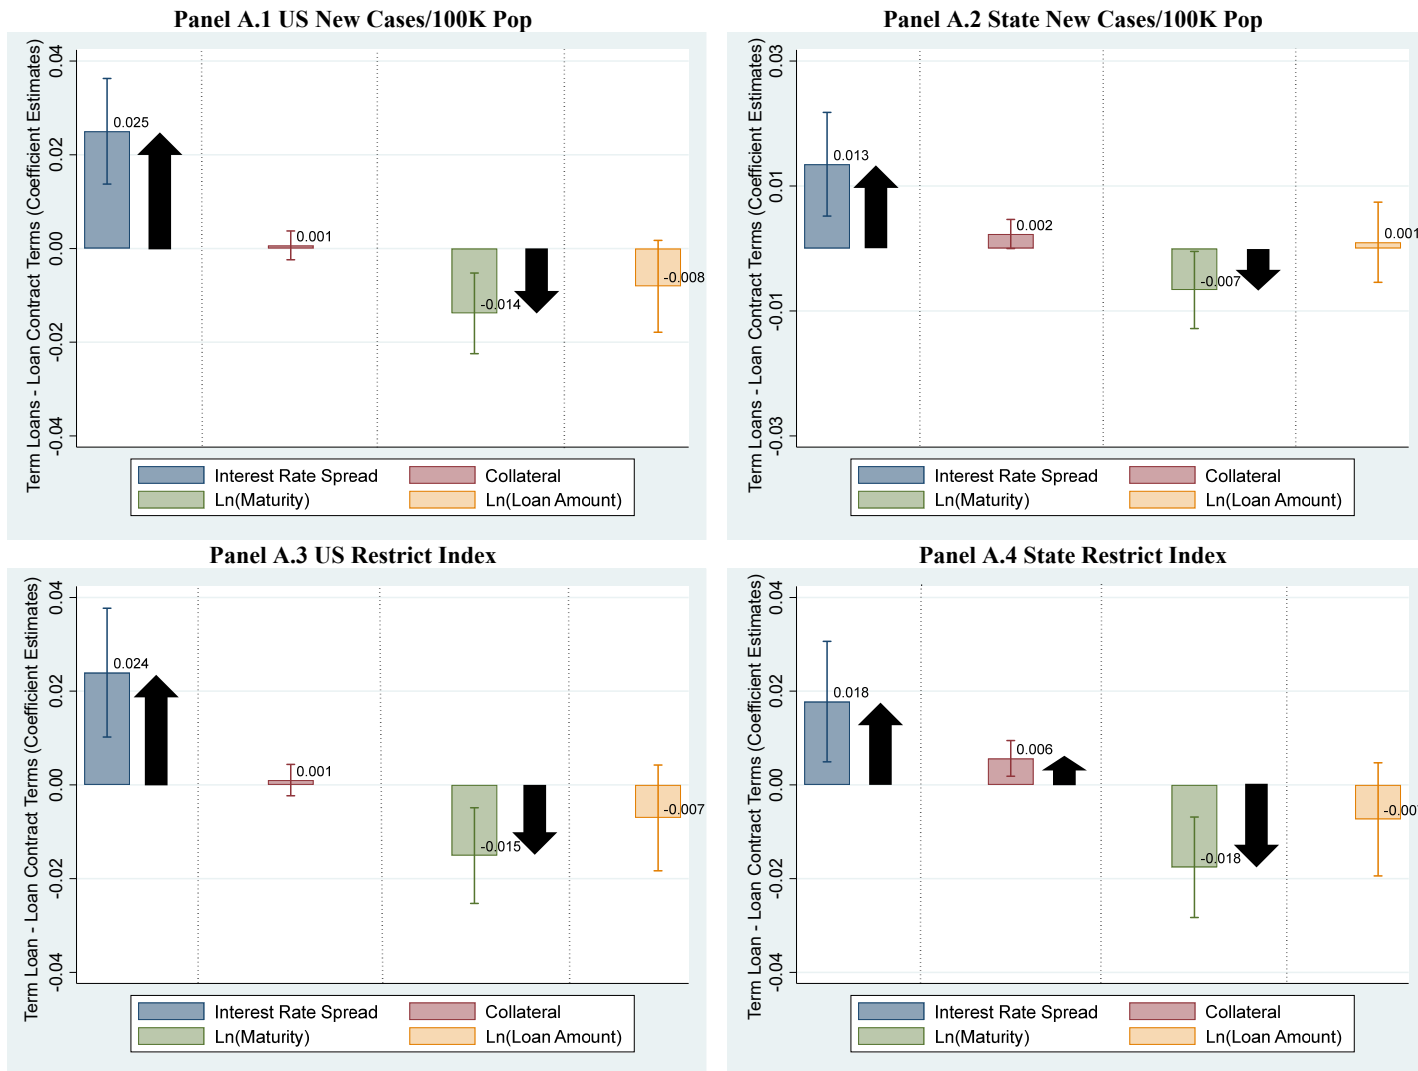 Panel A.1 US New Cases/100K Pop
Term Loans - Loan Contract Terms (Coefficient Estimates)
0.04
0.02
0.00
-0.02
-0.04
0.025
0.001
-0.014
-0.008
Interest Rate Spread
Collateral
Ln(Maturity)
Ln(Loan Amount)
Panel A.2 State New Cases/100K Pop
Term Loans - Loan Contract Terms (Coefficient Estimates)
0.03
0.01
-0.01
-0.03
0.013
0.002
-0.007
0.001
Interest Rate Spread
Collateral
Ln(Maturity)
Ln(Loan Amount)
Panel A.3 US Restrict Index
Term Loan - Loan Contract Terms (Coefficient Estimates)
0.04
0.02
0.00
-0.02
-0.04
0.024
0.001
-0.015
-0.007
Interest Rate Spread
Collateral
Ln(Maturity)
Ln(Loan Amount)
Panel A.4 State Restrict Index
Term Loan - Loan Contract Terms (Coefficient Estimates)
0.04
0.02
0.00
-0.02
-0.04
0.018
0.006
-0.018
Interest Rate Spread
Collateral
Ln(Maturity)
Ln(Loan Amount)